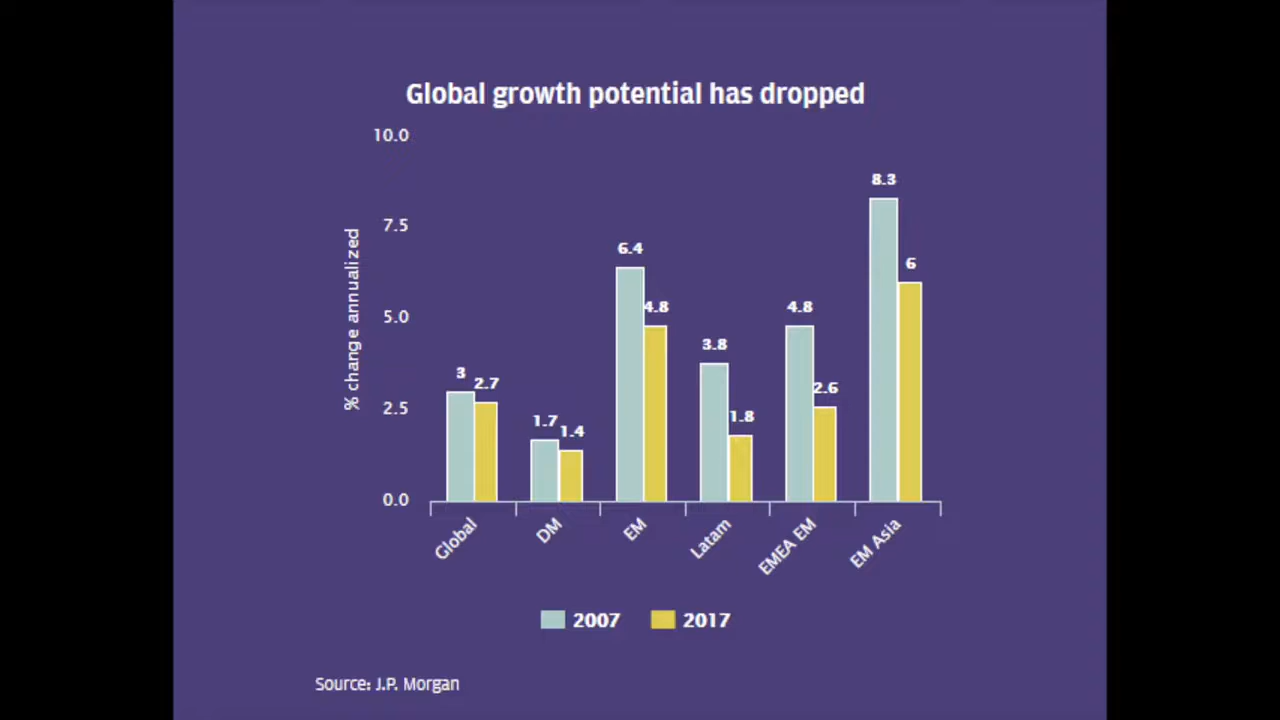 Global growth potential has dropped
10.0
7.5
5.0
2.5
0.0
% change annualized
3
2.7
1.7
1.4
6.4
4.8
3.8
1.8
4.8
2.6
8.3
6
Global
DM
EM
Latam
EMEA EM
EM Asia
2007
2017
Source: J.P. Morgan